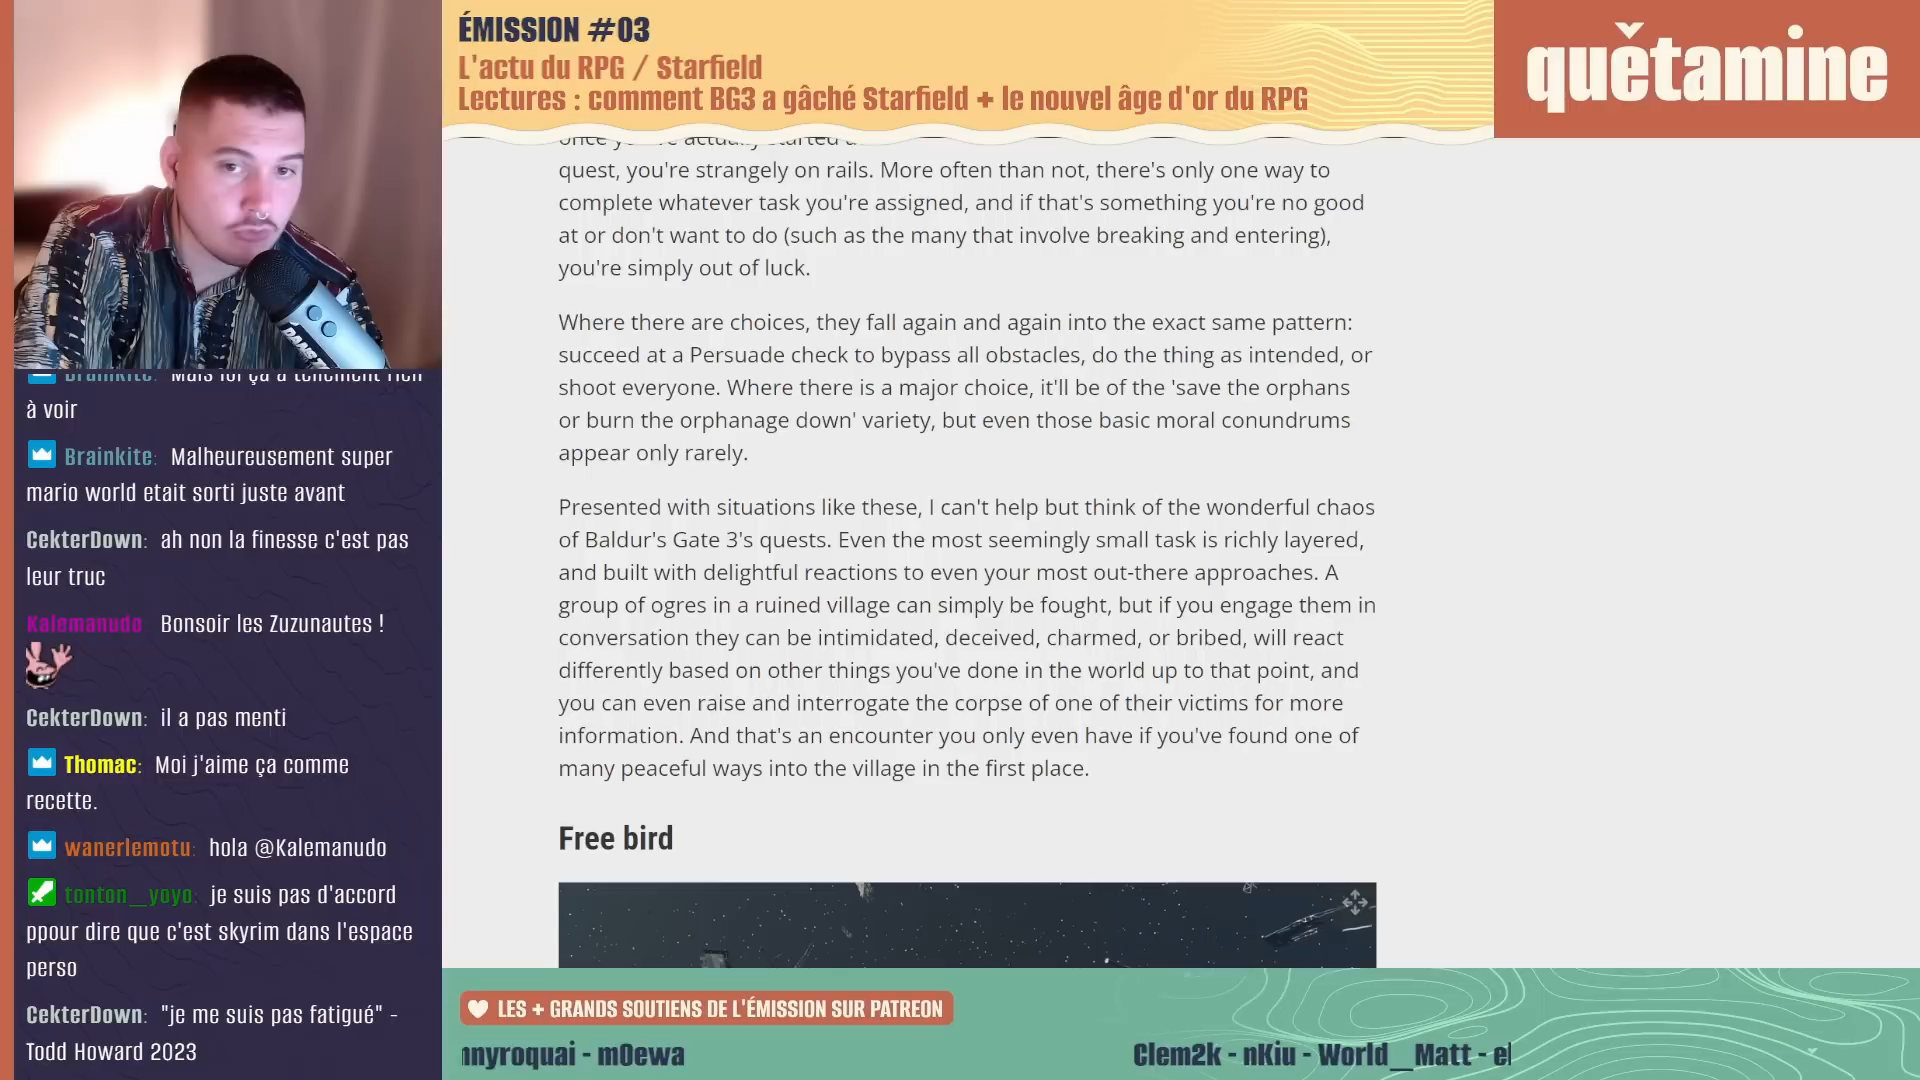 ÉMISSION #03
L'actu du RPG / Starfield
Lectures : comment BG3 a gâché Starfield + le nouvel âge d'or du RPG
quětamine
quest, you're strangely on rails. More often than not, there's only one way to
complete whatever task you're assigned, and if that's something you're no good
at or don't want to do (such as the many that involve breaking and entering),
you're simply out of luck.
Where there are choices, they fall again and again into the exact same pattern:
succeed at a Persuade check to bypass all obstacles, do the thing as intended, or
shoot everyone. Where there is a major choice, it'll be of the 'save the orphans
or burn the orphanage down' variety, but even those basic moral conundrums
appear only rarely.
Presented with situations like these, I can't help but think of the wonderful chaos
of Baldur's Gate 3's quests. Even the most seemingly small task is richly layered,
and built with delightful reactions to even your most out-there approaches. A
group of ogres in a ruined village can simply be fought, but if you engage them in
conversation they can be intimidated, deceived, charmed, or bribed, will react
differently based on other things you've done in the world up to that point, and
you can even raise and interrogate the corpse of one of their victims for more
information. And that's an encounter you only even have if you've found one of
many peaceful ways into the village in the first place.
Free bird
Brainkite: Mais toi ça a tellement rien
à voir
Brainkite: Malheureusement super
mario world etait sorti juste avant
CekterDown: ah non la finesse c'est pas
leur truc
Kalemanudo Bonsoir les Zuzunautes !
CekterDown: il a pas menti
Thomac: Moi j'aime ça comme
recette.
wanerlemotu: hola @Kalemanudo
tonton_yoyo: je suis pas d'accord
ppour dire que c'est skyrim dans l'espace
perso
CekterDown: "je me suis pas fatigué" -
Todd Howard 2023
LES + GRANDS SOUTIENS DE L'ÉMISSION SUR PATREON
nnyroquai - m0ewa
Clem2k - nKiu - World_Matt -